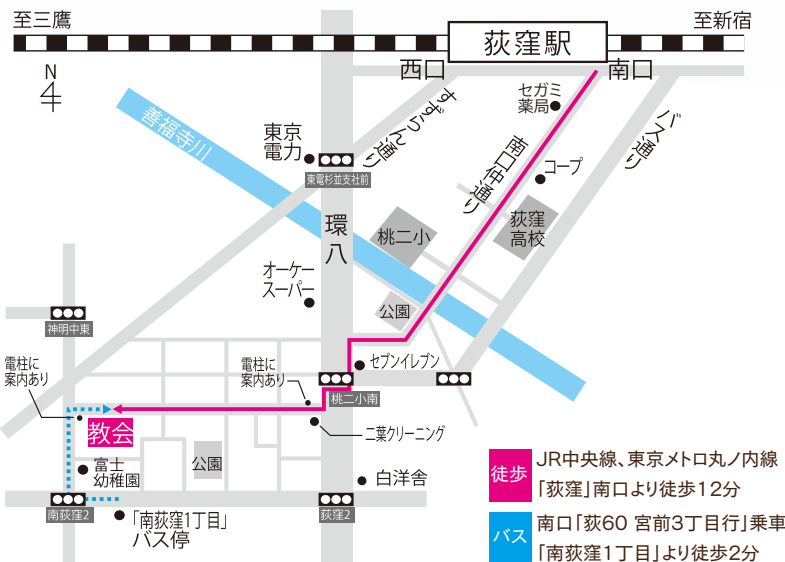 至三鷹
荻窪駅
至新宿
西口
南口
N
セガミ
薬局
すずらん通り
バス通り
善福寺川
東京
電力
東電杉並支社前
南口仲通り
コープ
荻窪
高校
環八
桃二小
オーケー
スーパー
公園
神明中東
電柱に
案内あり
電柱に
案内あり
セブンイレブン
桃二小南
教会
二葉クリーニング
富士
幼稚園
公園
白洋舎
南荻窪2
荻窪2
「南荻窪1丁目」
バス停
徒歩
JR中央線、東京メトロ丸ノ内線
「荻窪」南口より徒歩12分
バス
南口「荻60 宮前3丁目行」乗車
「南荻窪1丁目」より徒歩2分